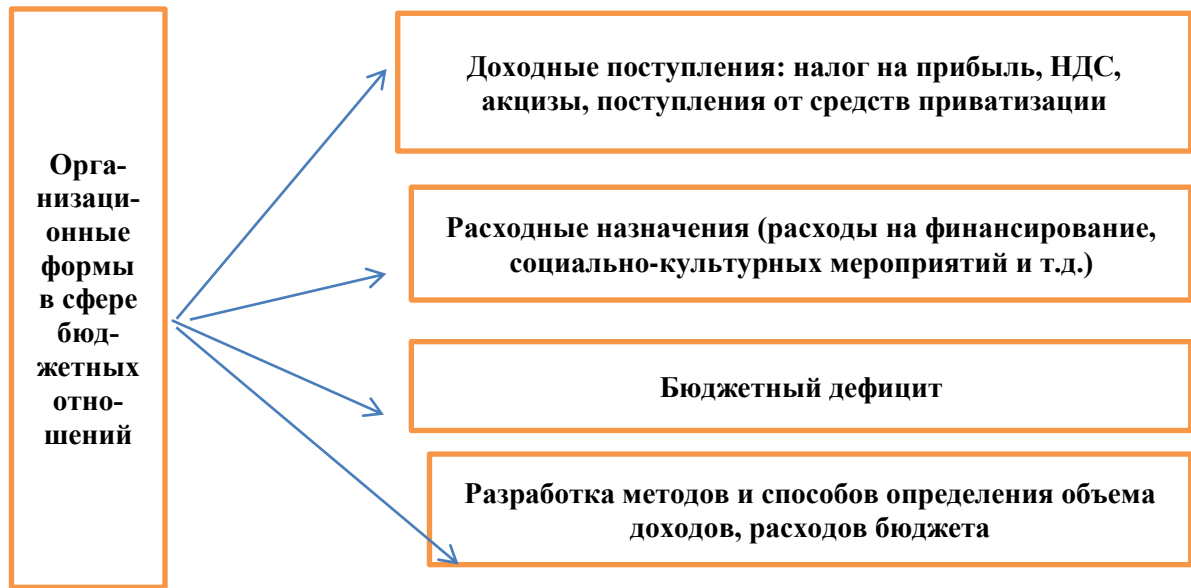 Орга-
низаци-
онные
формы
в сфере
бюд-
жетных
отно-
шений
Доходные поступления: налог на прибыль, НДС,
акцизы, поступления от средств приватизации
Расходные назначения (расходы на финансирование,
социально-культурных мероприятий и т.д.)
Бюджетный дефицит
Разработка методов и способов определения объема
доходов, расходов бюджета